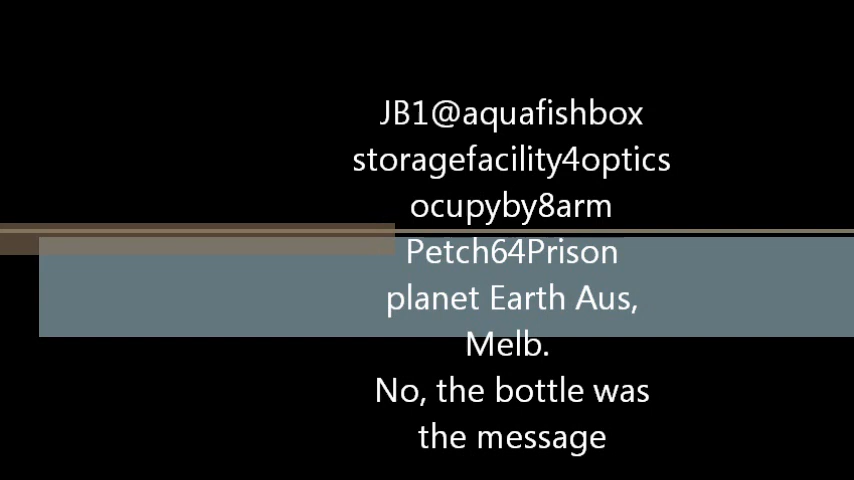 JB1@aquafishbox
storagefacility4optics
ocupyby8arm
Petch64Prison
planet Earth Aus,
Melb.
No, the bottle was
the message